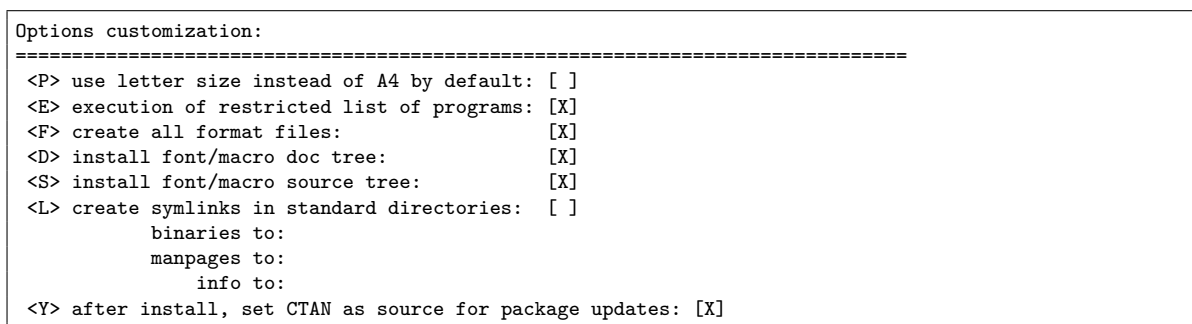 Options customization:
===============================================================================
<P> use letter size instead of A4 by default: [ ]
<E> execution of restricted list of programs: [X]
<F> create all format files: [X]
<D> install font/macro doc tree: [X]
<S> install font/macro source tree: [X]
<L> create symlinks in standard directories: [ ]
binaries to:
manpages to:
info to:
<Y> after install, set CTAN as source for package updates: [X]